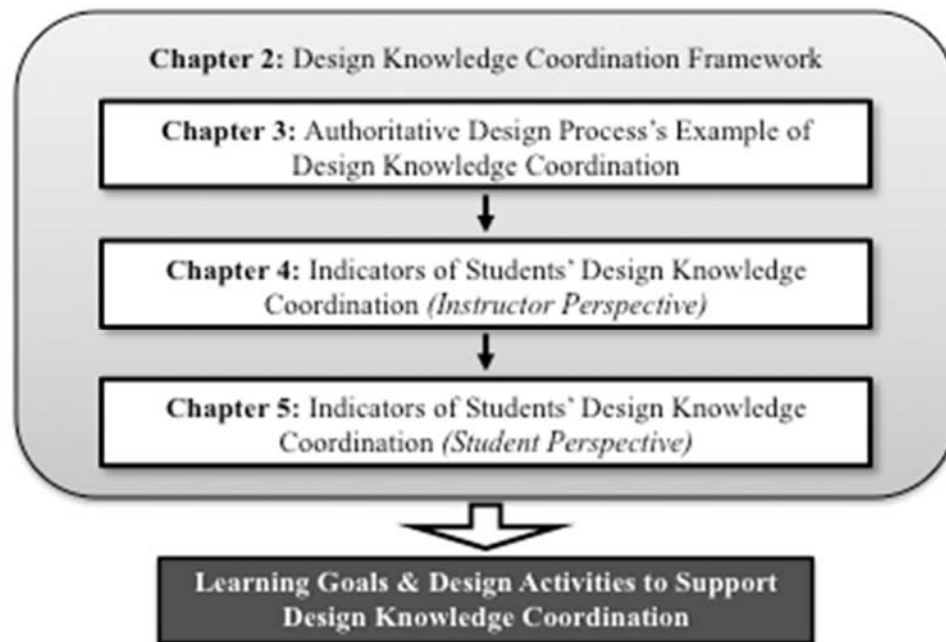 Chapter 2: Design Knowledge Coordination Framework
Chapter 3: Authoritative Design Process's Example of
Design Knowledge Coordination
Chapter 4: Indicators of Students' Design Knowledge
Coordination (Instructor Perspective)
Chapter 5: Indicators of Students' Design Knowledge
Coordination (Student Perspective)
Learning Goals & Design Activities to Support
Design Knowledge Coordination